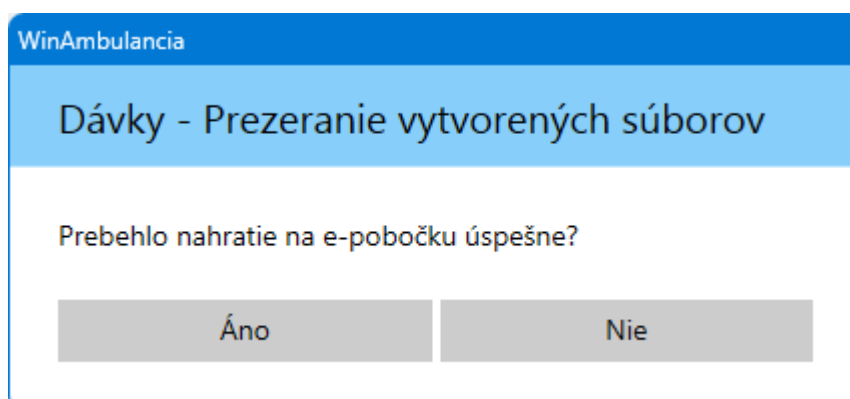 WinAmbulancia
Dávky - Prezeranie vytvorených súborov
Prebehlo nahratie na e-pobočku úspešne?
Áno
Nie